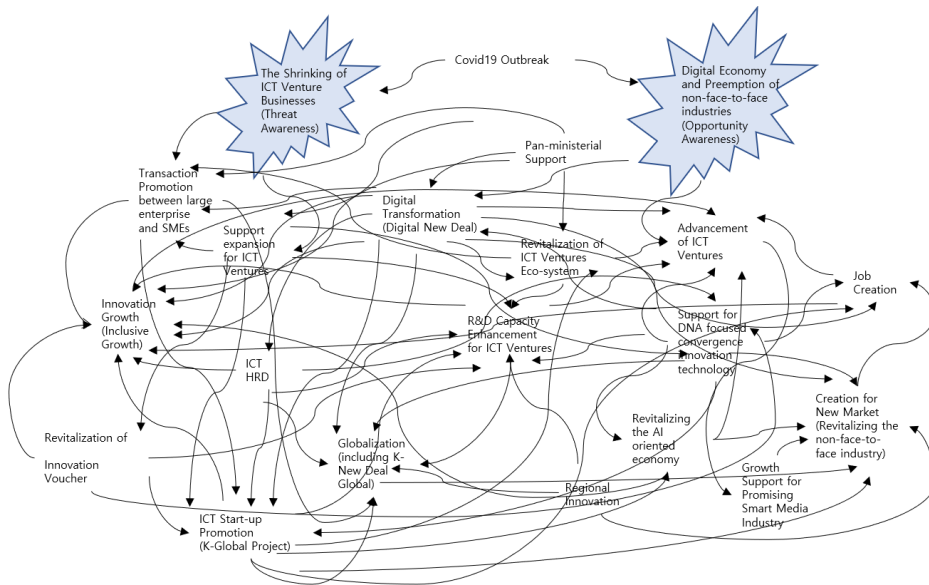 The Shrinking of
ICT Venture
Businesses
(Threat
Awareness)
Covid19 Outbreak
Digital Economy
and Preemption of
non-face-to-face
industries
(Opportunity
Awareness)
Pan-ministerial
Support
Transaction
Promotion
between large
enterprise
and SMEs
Support
expansion
for ICT
Ventures
Digital
Transformation
(Digital New Deal)
Revitalization of
ICT Ventures
Eco-system
Advancement
of ICT
Ventures
Job
Creation
Innovation
Growth
(Inclusive
Growth)
R&D Capacity
Enhancement
for ICT Ventures
Support for
DNA focused
convergence
innovation
technology
ICT
HRD
Creation for
New Market
(Revitalizing the
non-face-to-
face industry)
Revitalization of
Innovation
Voucher
Globalization
(including K-
New Deal
Global)
Revitalizing
the AI
oriented
economy
Regional
Innovation
Growth
Support for
Promising
Smart Media
Industry
ICT Start-up
Promotion
(K-Global Project)